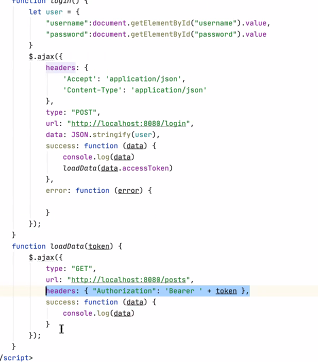 function login() {
let user = {
"username":document.getElementById("username").value,
"password":document.getElementById("password").value
}
$.ajax({
headers: {
'Accept': 'application/json',
'Content-Type': 'application/json'
},
type: "POST",
url: "http://localhost:8080/login",
data: JSON.stringify(user),
success: function (data) {
console.log(data)
loadData(data.accessToken)
},
error: function (error) {
}
});
}
function loadData(token) {
$.ajax({
type: "GET",
url: "http://localhost:8080/posts",
headers: { "Authorization": 'Bearer ' + token },
success: function (data) {
console.log(data)
}
});
}
/script>